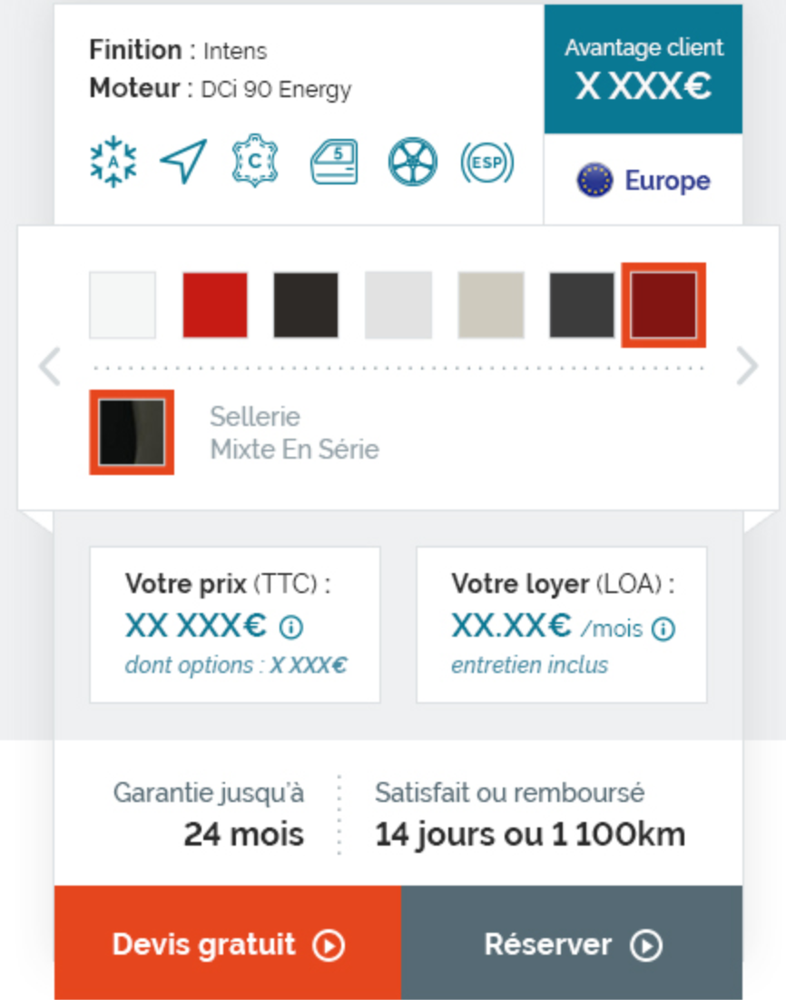 Finition : Intens
Moteur : DCi 90 Energy
Avantage client
X XXX€
A
C
5
ESP
Europe
Sellerie
Mixte En Série
Votre prix (TTC) :
XX XXX€
dont options : X XXX€
Votre loyer (LOA) :
XX.XX€ /mois
entretien inclus
Garantie jusqu'à
24 mois
Satisfait ou remboursé
14 jours ou 1 100km
Devis gratuit
Réserver